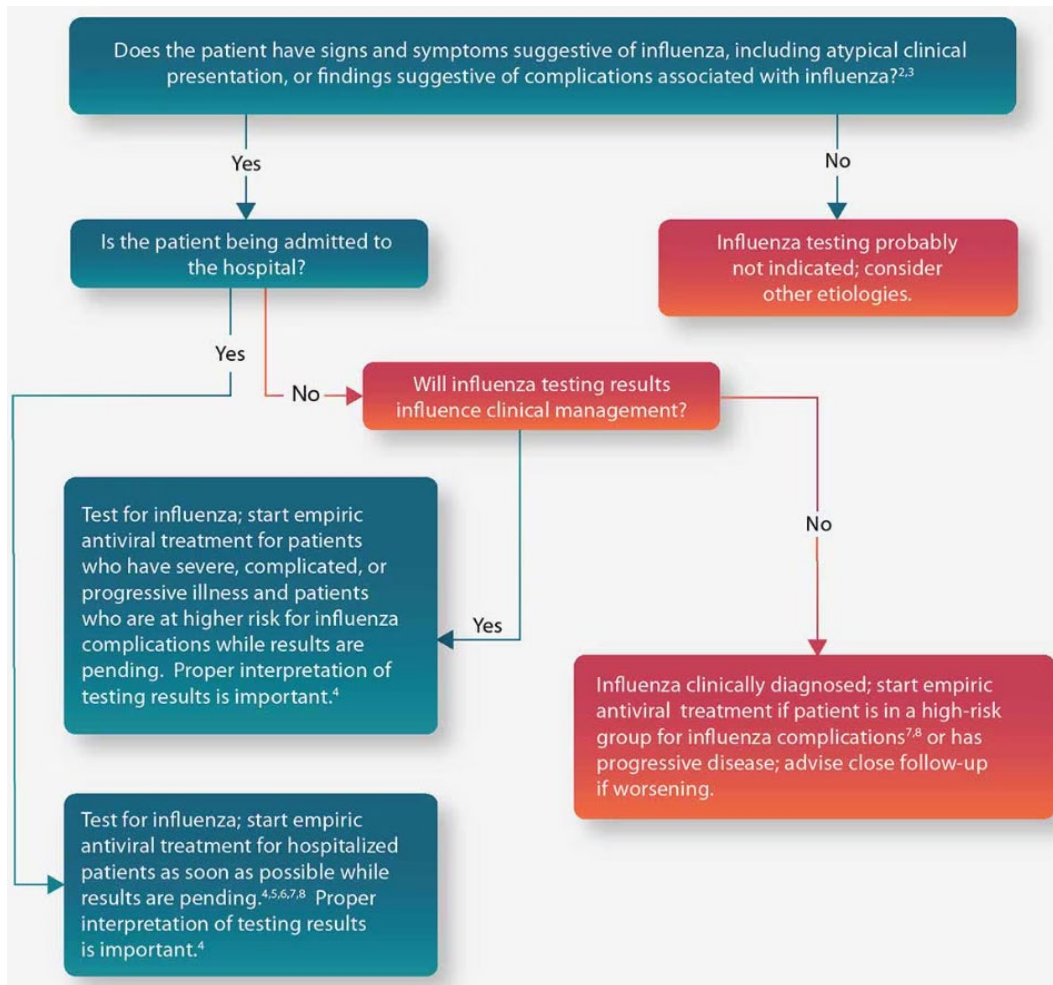 Does the patient have signs and symptoms suggestive of influenza, including atypical clinical
presentation, or findings suggestive of complications associated with influenza?2,3
Yes
No
Is the patient being admitted to
the hospital?
Influenza testing probably
not indicated; consider
other etiologies.
Yes
No
Will influenza testing results
influence clinical management?
Test for influenza; start empiric
antiviral treatment for patients
who have severe, complicated, or
progressive illness and patients
who are at higher risk for influenza
complications while results are
pending. Proper interpretation of
testing results is important.4
Yes
No
Influenza clinically diagnosed; start empiric
antiviral treatment if patient is in a high-risk
group for influenza complications7,8 or has
progressive disease; advise close follow-up
if worsening.
Test for influenza; start empiric
antiviral treatment for hospitalized
patients as soon as possible while
results are pending.4,5,6,7,8 Proper
interpretation of testing results
is important.4